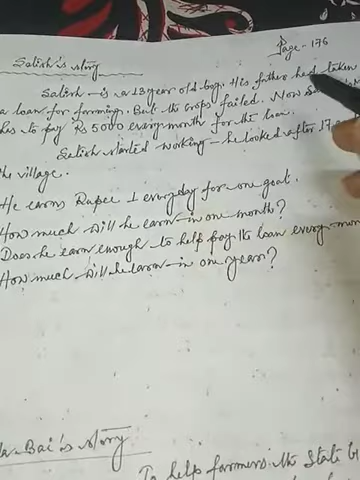 Page - 176
Satish's story
Satish is a 13 year old boy. His father had taken
a loan for farming. But the crops failed. Now
has to pay Rs 5000 every month for the loan.
Satish started working - he looked after 17
the village.
He earns Rupee 1 everyday for one goat.
How much will he earn in one month?
Does he earn enough to help pay the loan every
How much will he earn in one year?
Bai's story
To help farmers the State